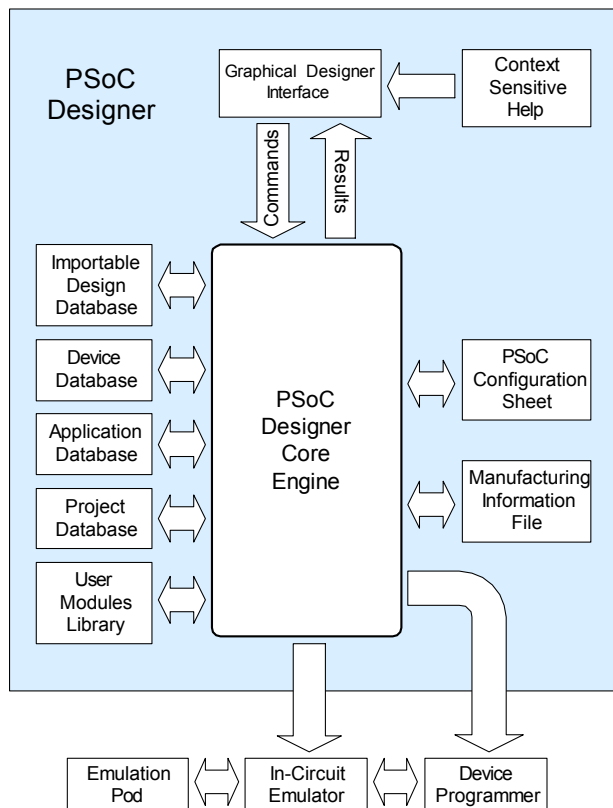 PSoC
Designer
Graphical Designer
Interface
Context
Sensitive
Help
Commands
Results
Importable
Design
Database
Device
Database
Application
Database
Project
Database
User
Modules
Library
PSoC
Designer
Core
Engine
PSoC
Configuration
Sheet
Manufacturing
Information
File
Emulation
Pod
In-Circuit
Emulator
Device
Programmer